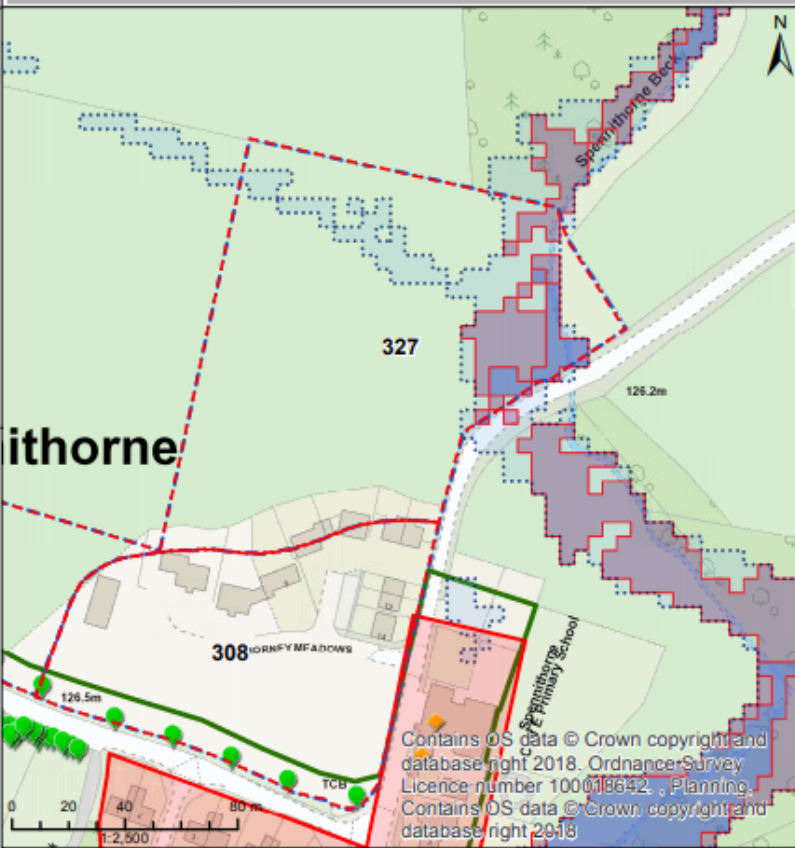 N
Spennithorne Beck
327
126.2m
ithorne
308
ORNEY MEADOWS
126.5m
Spennithorne
E Primary School
TCB
0 20 40 80 m
1:2,500
Contains OS data © Crown copyright and
database right 2018. Ordnance Survey
Licence number 100018642. , Planning,
Contains OS data © Crown copyright and
database right 2018